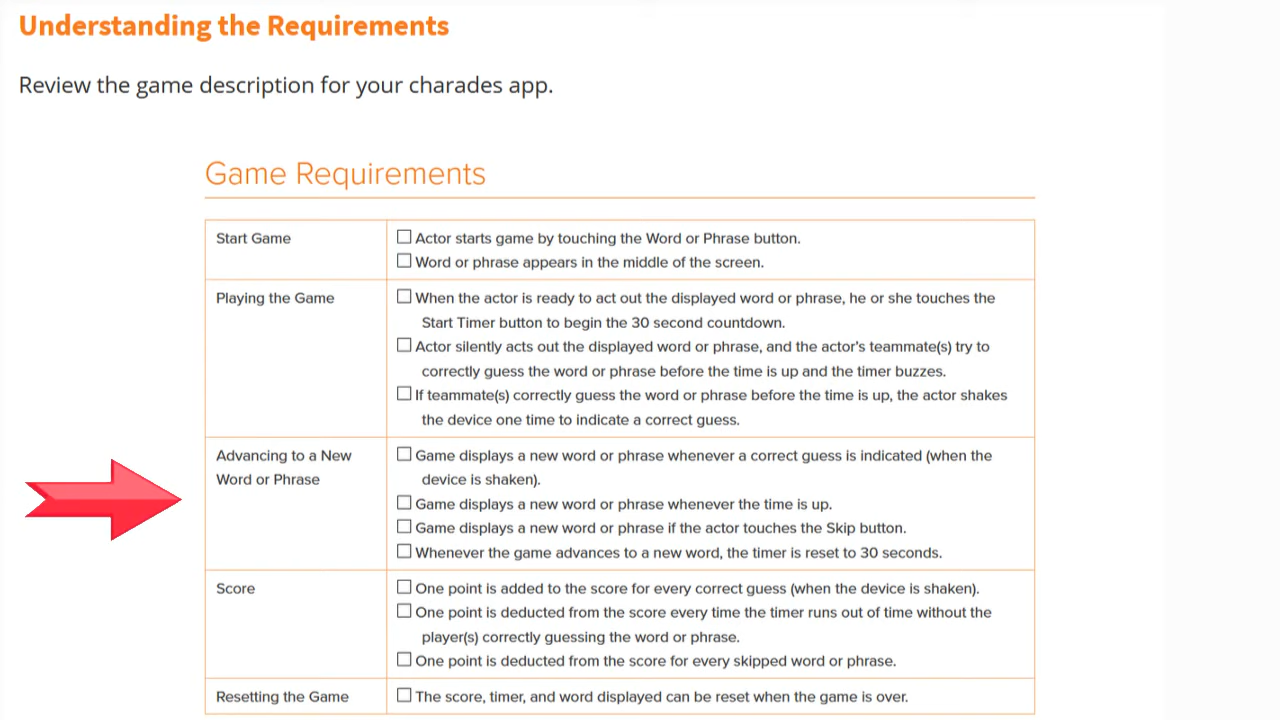 Understanding the Requirements
Review the game description for your charades app.
Game Requirements
Start Game
☐ Actor starts game by touching the Word or Phrase button.
☐ Word or phrase appears in the middle of the screen.
Playing the Game
☐ When the actor is ready to act out the displayed word or phrase, he or she touches the
Start Timer button to begin the 30 second countdown.
☐ Actor silently acts out the displayed word or phrase, and the actor's teammate(s) try to
correctly guess the word or phrase before the time is up and the timer buzzes.
☐ If teammate(s) correctly guess the word or phrase before the time is up, the actor shakes
the device one time to indicate a correct guess.
Advancing to a New
Word or Phrase
☐ Game displays a new word or phrase whenever a correct guess is indicated (when the
device is shaken).
☐ Game displays a new word or phrase whenever the time is up.
☐ Game displays a new word or phrase if the actor touches the Skip button.
☐ Whenever the game advances to a new word, the timer is reset to 30 seconds.
Score
☐ One point is added to the score for every correct guess (when the device is shaken).
☐ One point is deducted from the score every time the timer runs out of time without the
player(s) correctly guessing the word or phrase.
☐ One point is deducted from the score for every skipped word or phrase.
Resetting the Game
☐ The score, timer, and word displayed can be reset when the game is over.